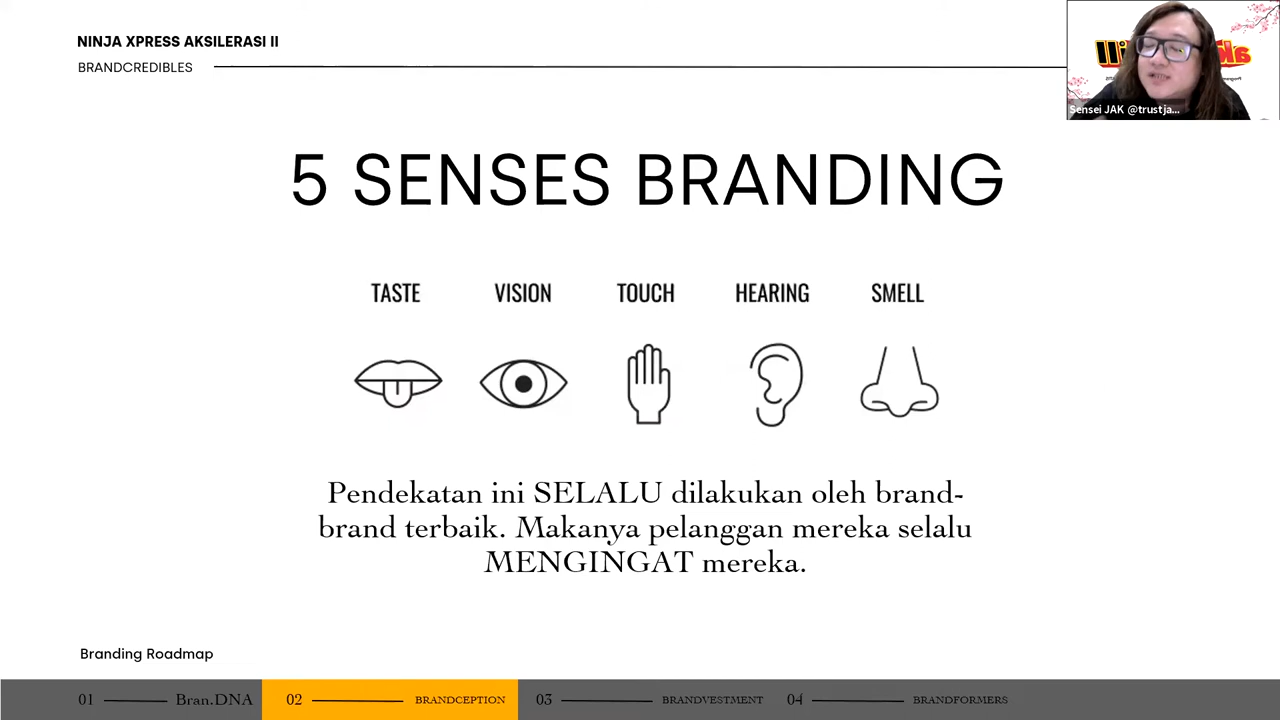 NINJA XPRESS AKSILERASI II
BRANDCREDIBLES
Sensei JAK @trustja...
5 SENSES BRANDING
TASTE VISION TOUCH HEARING SMELL
Pendekatan ini SELALU dilakukan oleh brand-
brand terbaik. Makanya pelanggan mereka selalu
MENGINGAT mereka.
Branding Roadmap
01 Bran.DNA 02 BRANDCEPTION 03 BRANDVESTMENT 04 BRANDFORMERS